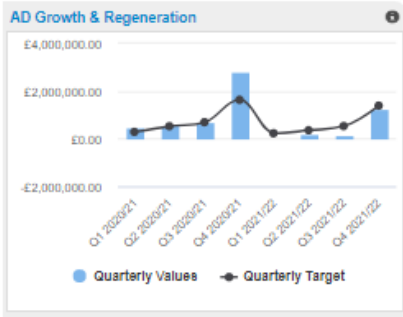 AD Growth & Regeneration
£4,000,000.00
£2,000,000.00
£0.00
-£2,000,000.00
Q1 2020/21
Q2 2020/21
Q3 2020/21
Q4 2020/21
Q1 2021/22
Q2 2021/22
Q3 2021/22
Q4 2021/22
Quarterly Values Quarterly Target